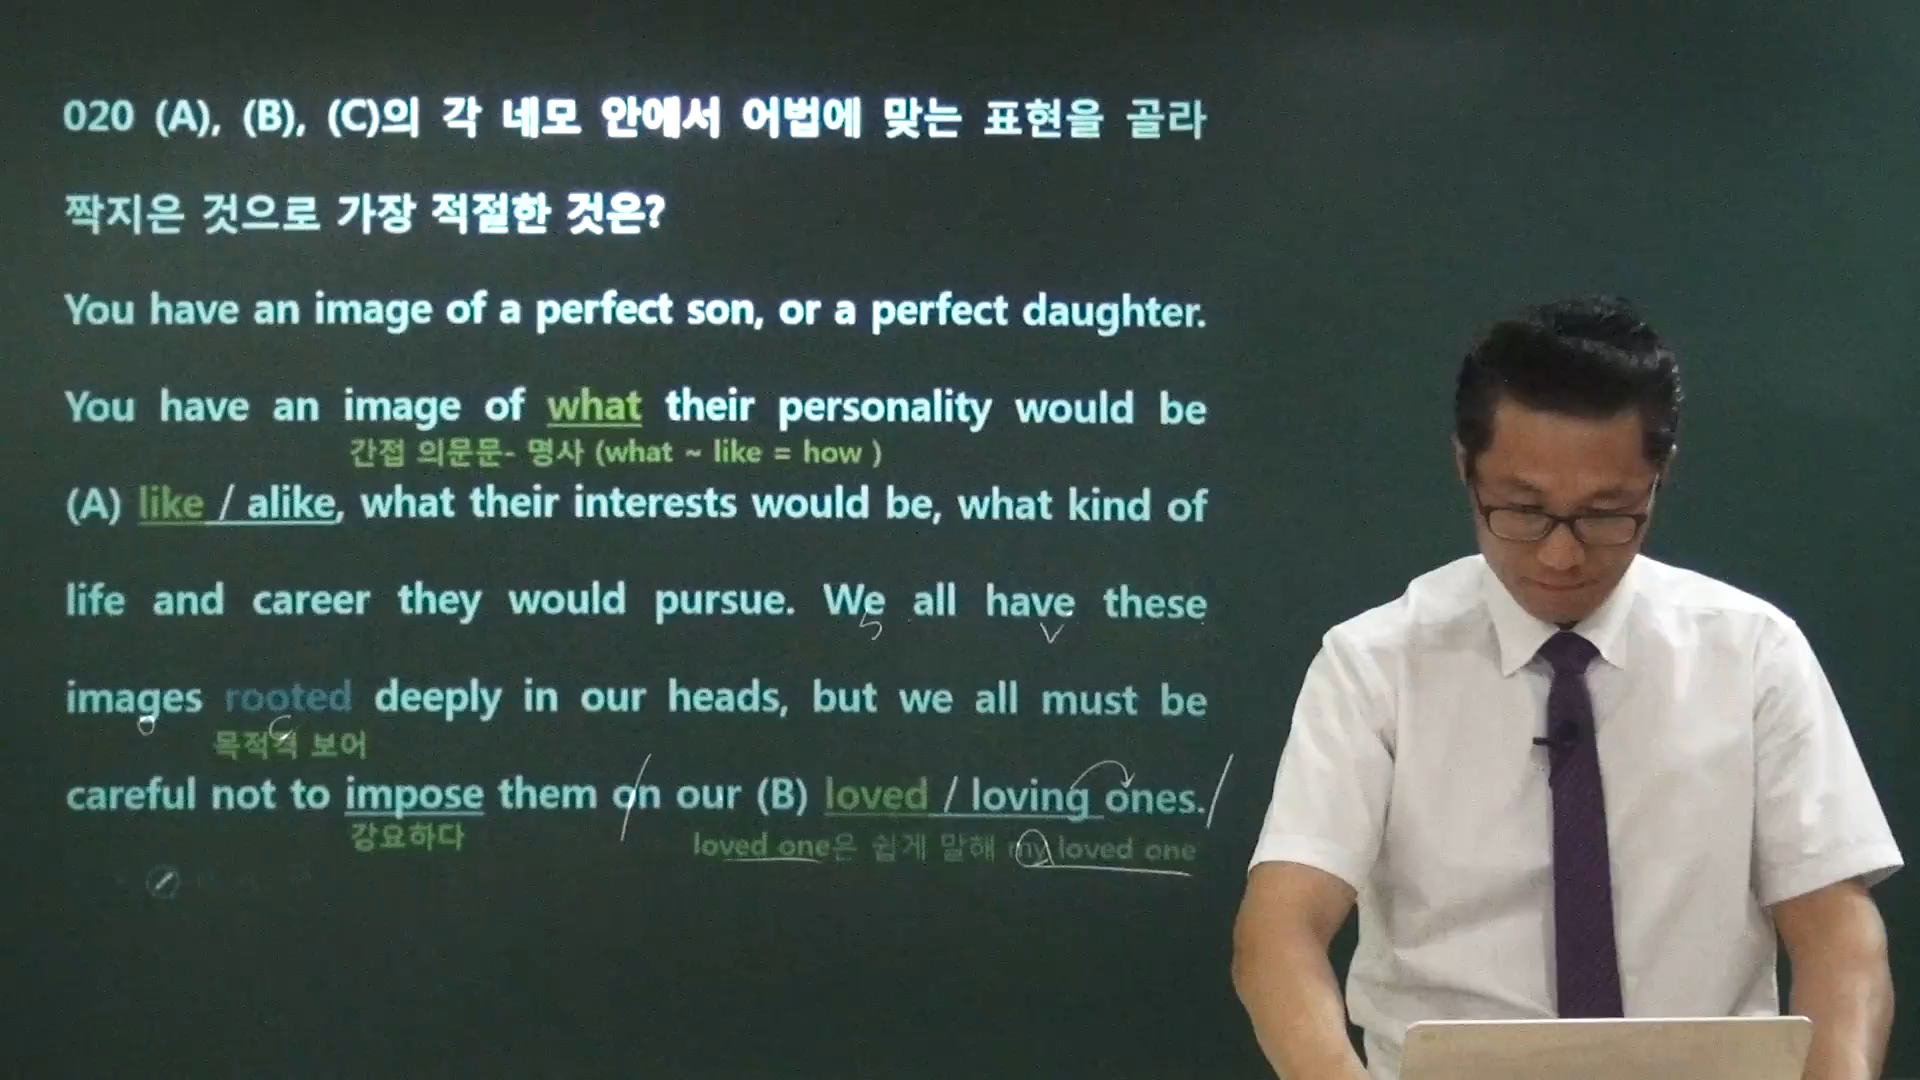 020 (A), (B), (C)의 각 네모 안에서 어법에 맞는 표현을 골라
짝지은 것으로 가장 적절한 것은?
You have an image of a perfect son, or a perfect daughter.
You have an image of what their personality would be
간접 의문문- 명사 (what ~ like = how )
(A) like / alike, what their interests would be, what kind of
life and career they would pursue. We all have these
images rooted deeply in our heads, but we all must be
목적격 보어
careful not to impose them on our (B) loved / loving ones.
강요하다
loved one은 쉽게 말해 my loved one